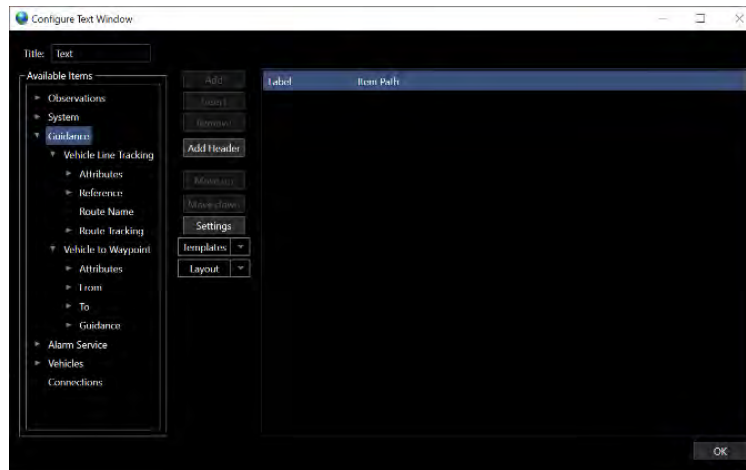 Configure Text Window
Title: Text
Available Items
Observations
System
Guidance
Vehicle Line Tracking
Attributes
Reference
Route Name
Route Tracking
Vehicle to Waypoint
Attributes
From
To
Guidance
Alarm Service
Vehicles
Connections
Add
Insert
Remove
Add Header
Move up
Move down
Settings
Templates
Layout
Label Item Path
OK